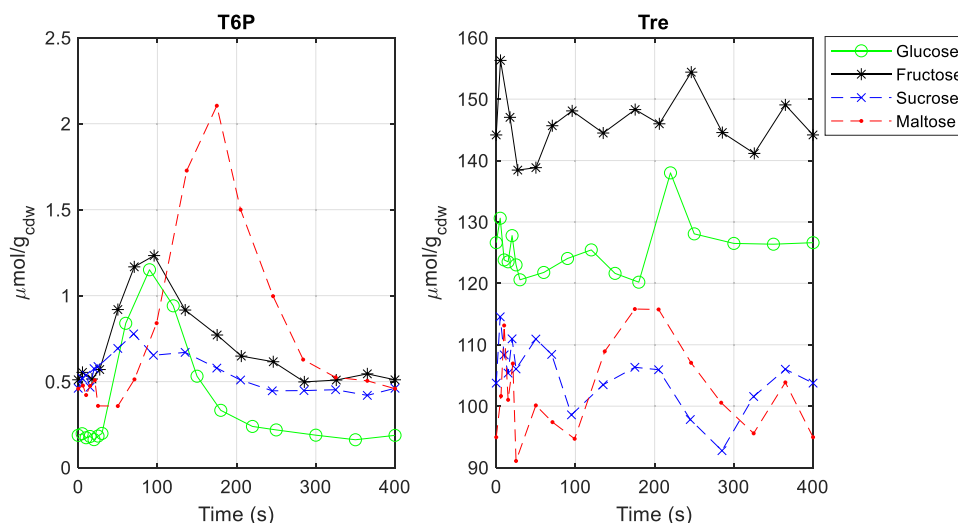 T6P
2.5
2
1.5
1
0.5
0
0 100 200 300 400
Time (s)
μmol/g_cdw
Tre
160
150
140
130
120
110
100
90
0 100 200 300 400
Time (s)
μmol/g_cdw
Glucose
Fructose
Sucrose
Maltose